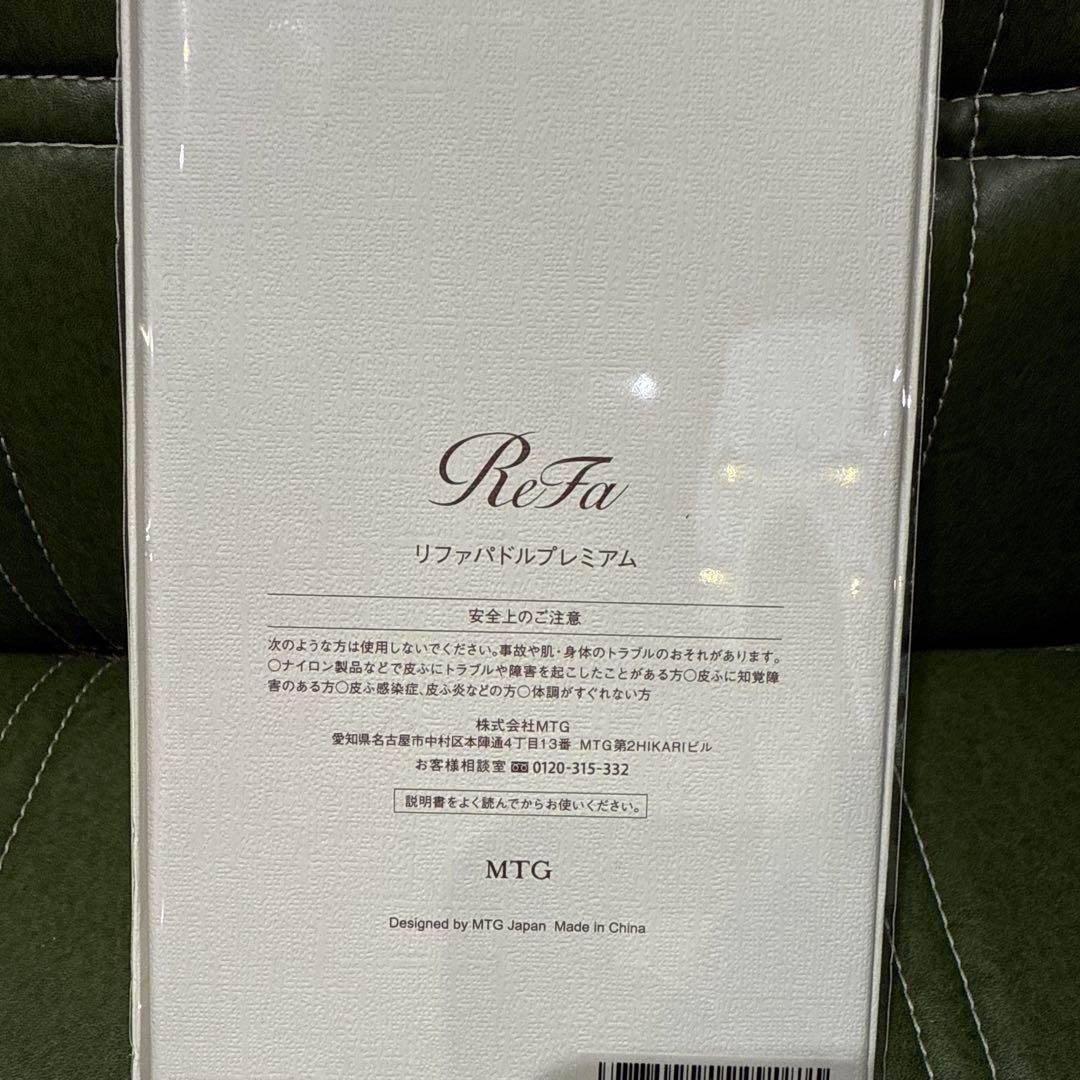 ReFa
リファパドルプレミアム
安全上のご注意
次のような方は使用しないでください。事故や肌・身体のトラブルのおそれがあります。
〇ナイロン製品などで皮ふにトラブルや障害を起こしたことがある方〇皮ふに知覚障
害のある方〇皮ふ感染症、皮ふ炎などの方〇体調がすぐれない方
株式会社MTG
愛知県名古屋市中村区本陣通4丁目13番 MTG第2HIKARIビル
お客様相談室 0120-315-332
説明書をよく読んでからお使いください。
MTG
Designed by MTG Japan Made in China